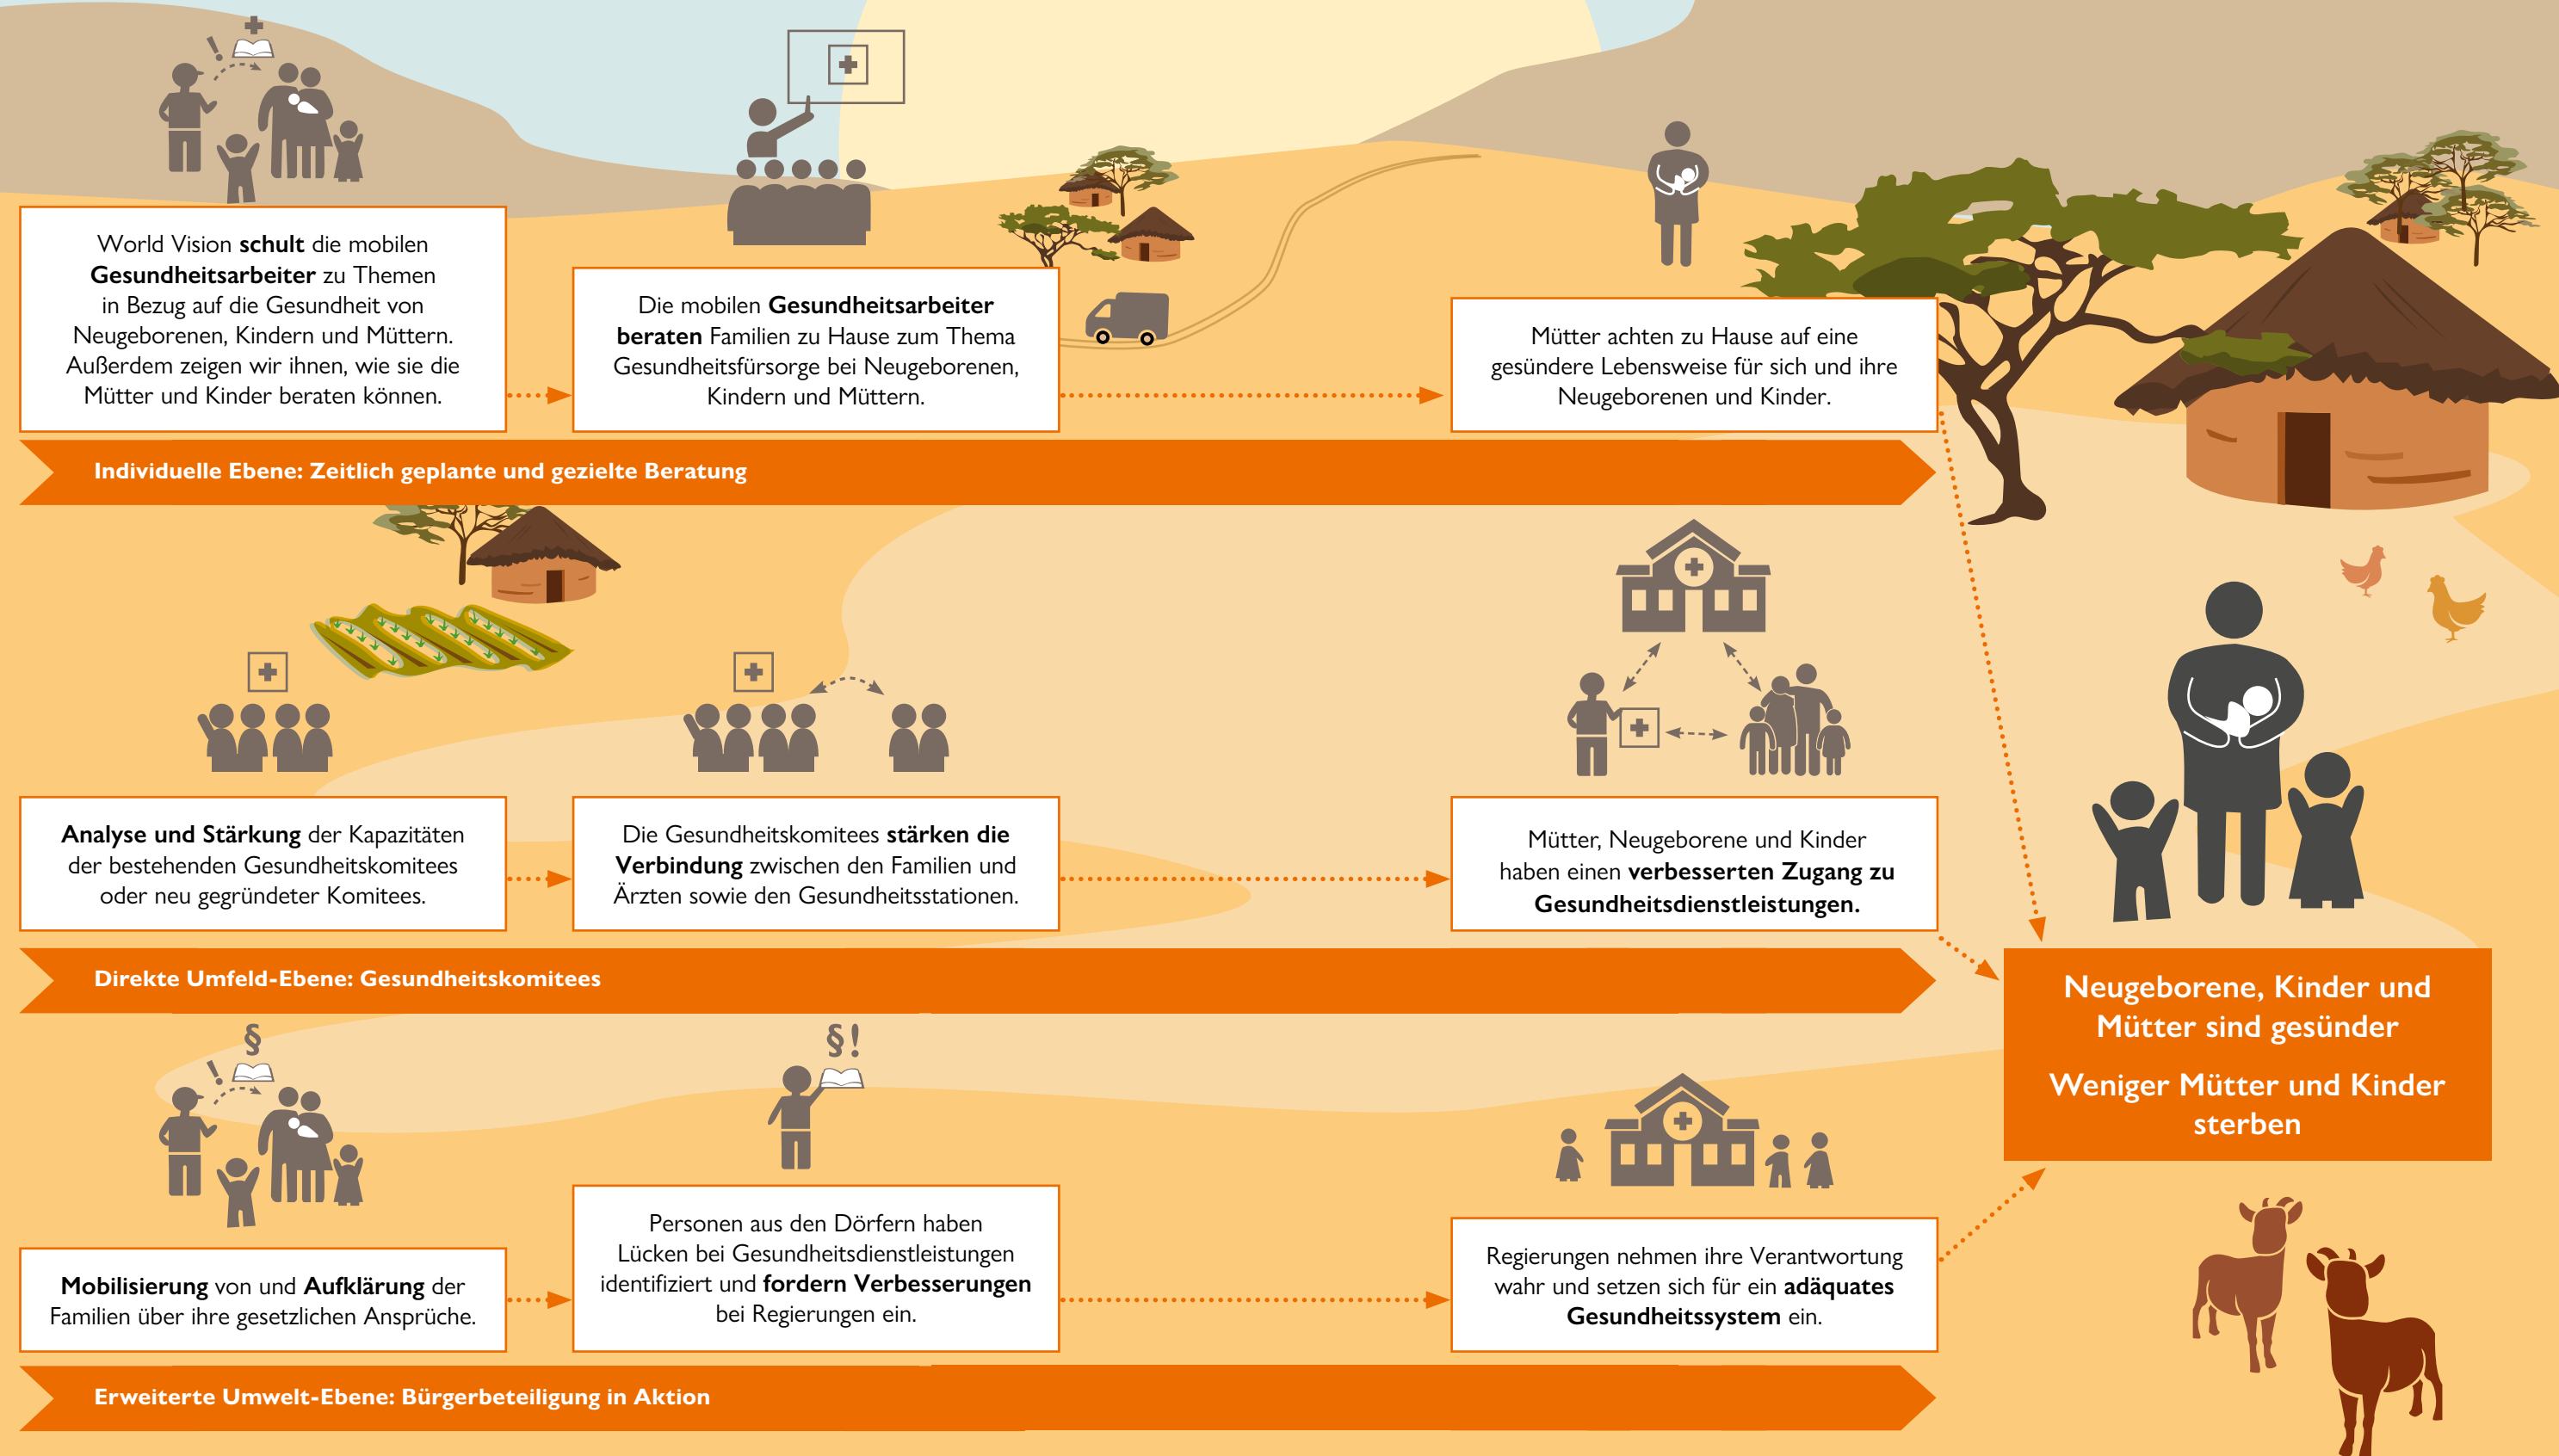 World Vision schult die mobilen
Gesundheitsarbeiter zu Themen
in Bezug auf die Gesundheit von
Neugeborenen, Kindern und Müttern.
Außerdem zeigen wir ihnen, wie sie die
Mütter und Kinder beraten können.
Die mobilen Gesundheitsarbeiter
beraten Familien zu Hause zum Thema
Gesundheitsfürsorge bei Neugeborenen,
Kindern und Müttern.
Mütter achten zu Hause auf eine
gesündere Lebensweise für sich und ihre
Neugeborenen und Kinder.
Individuelle Ebene: Zeitlich geplante und gezielte Beratung
Analyse und Stärkung der Kapazitäten
der bestehenden Gesundheitskomitees
oder neu gegründeter Komitees.
Die Gesundheitskomitees stärken die
Verbindung zwischen den Familien und
Ärzten sowie den Gesundheitsstationen.
Mütter, Neugeborene und Kinder
haben einen verbesserten Zugang zu
Gesundheitsdienstleistungen.
Direkte Umfeld-Ebene: Gesundheitskomitees
!
§
§!
Mobilisierung von und Aufklärung der
Familien über ihre gesetzlichen Ansprüche.
Personen aus den Dörfern haben
Lücken bei Gesundheitsdienstleistungen
identifiziert und fordern Verbesserungen
bei Regierungen ein.
Regierungen nehmen ihre Verantwortung
wahr und setzen sich für ein adäquates
Gesundheitssystem ein.
Erweiterte Umwelt-Ebene: Bürgerbeteiligung in Aktion
Neugeborene, Kinder und
Mütter sind gesünder
Weniger Mütter und Kinder
sterben
!